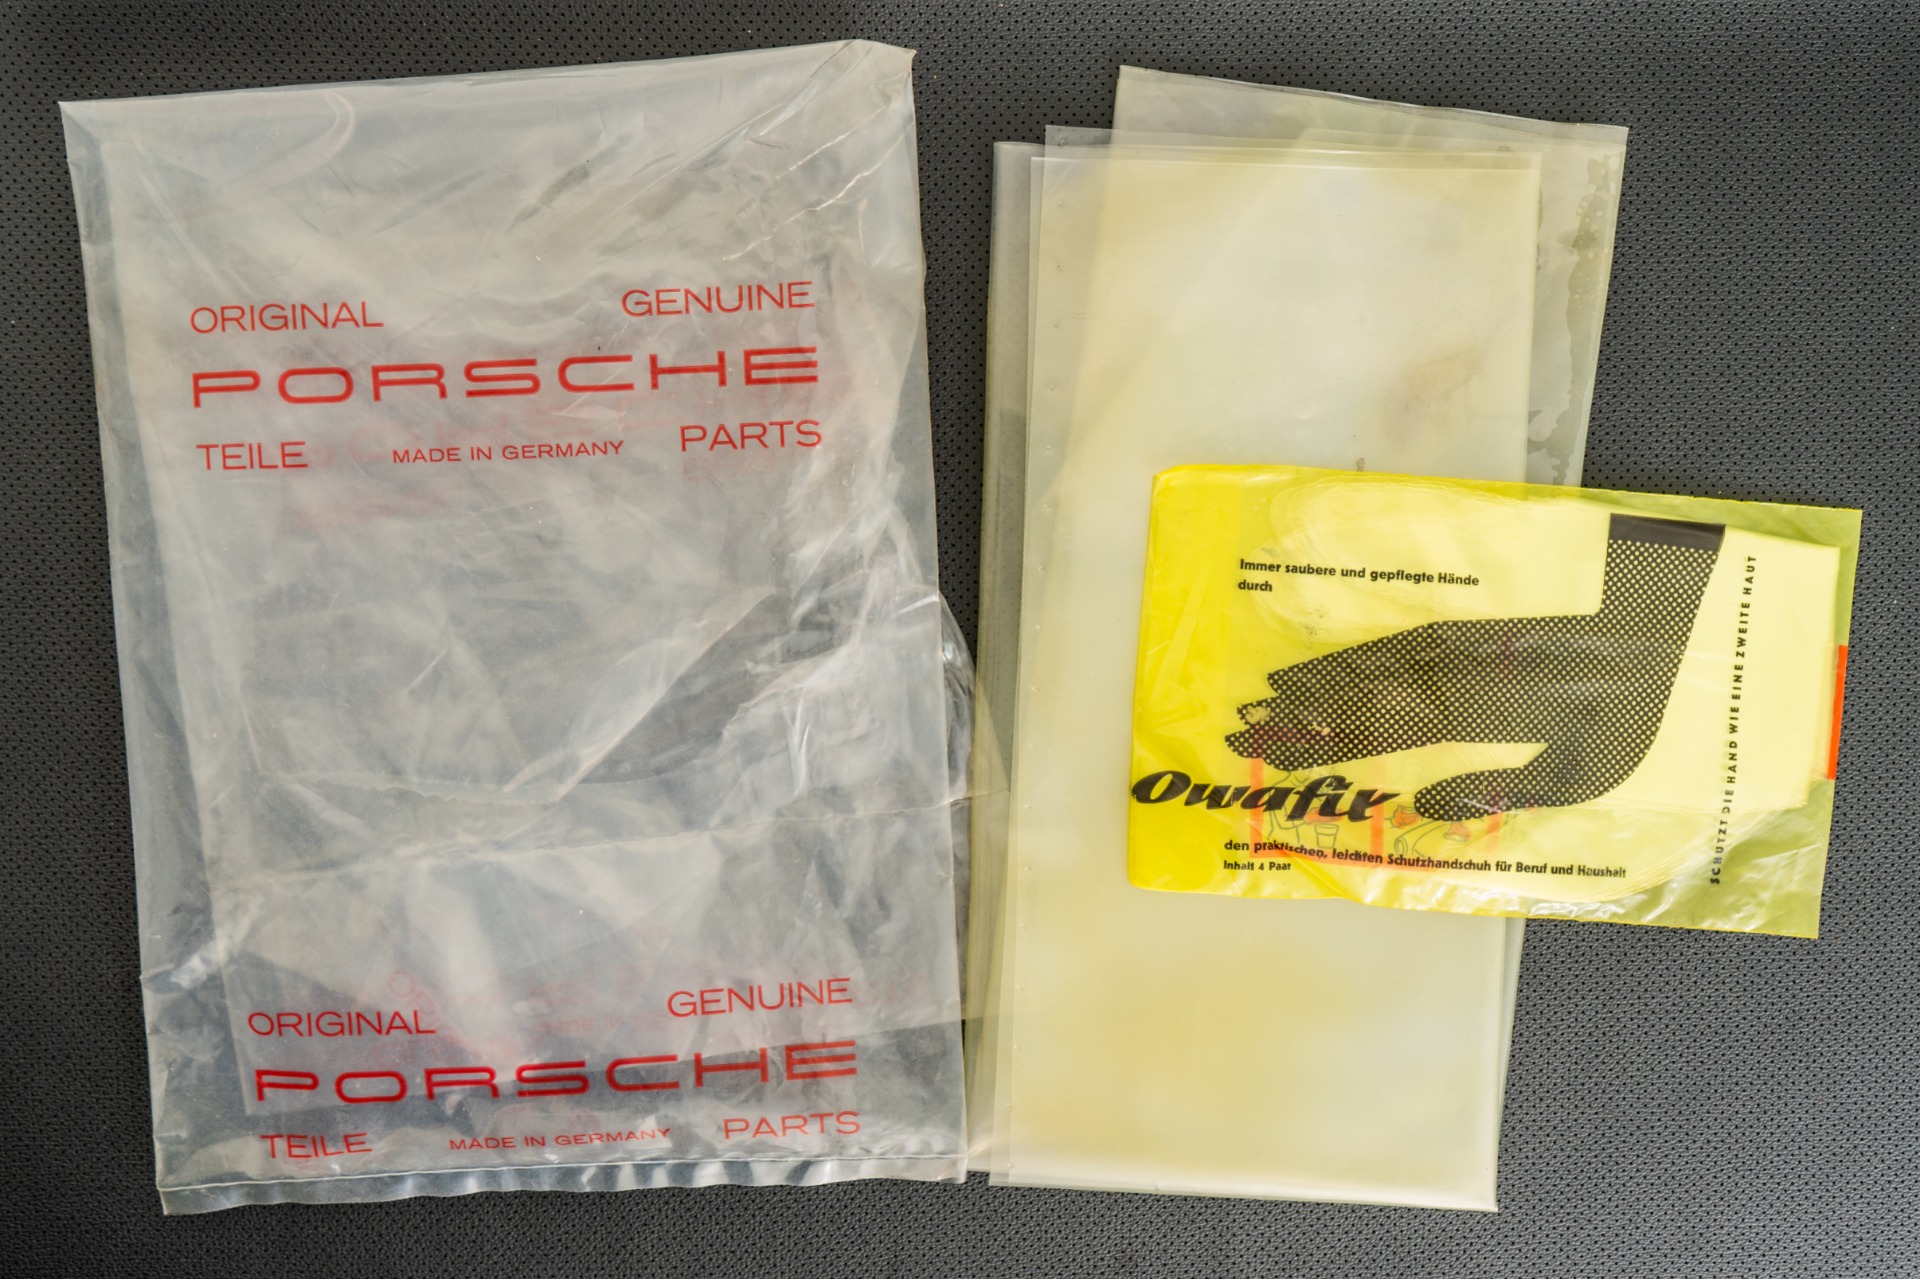 ORIGINAL GENUINE
PORSCHE
TEILE MADE IN GERMANY PARTS
ORIGINAL GENUINE
PORSCHE
TEILE MADE IN GERMANY PARTS
Immer saubere und gepflegte Hände
durch
Owafir
den praktischen, leichten Schutzhandschuh für Beruf und Haushalt
Inhalt 4 Paar
SCHUTZT DIE HAND WIE EINE ZWEITE HAUT